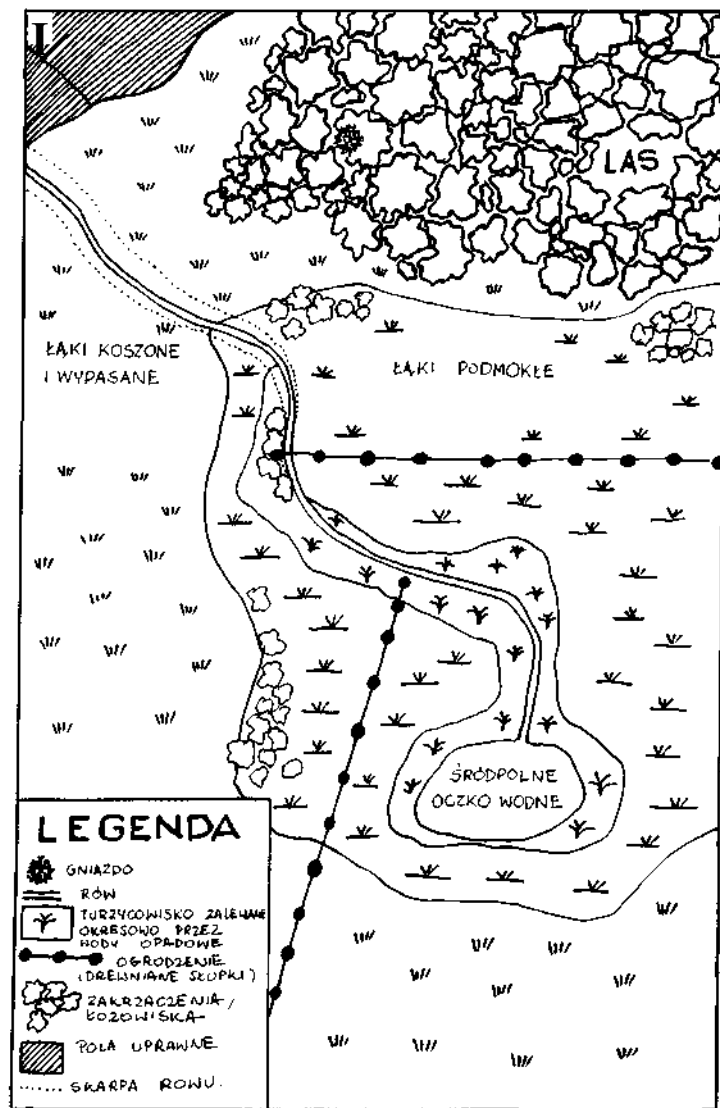 I
LAS
ŁĄKI KOSZONE
I WYPASANE
ŁĄKI PODMOKŁE
ŚRÓDPOLNE
OCZKO WODNE
LEGENDA
GNIAZDO
RÓW
TURZYCOWISKO ZALEWANE
OKRESOWO PRZEZ
WODY OPADOWE
OGRODZENIE
(DREWNIANE SŁUPKI)
ZAKRZACZENIA/
ŁOZOWISKA
POLA UPRAWNE
SKARPA ROWU.